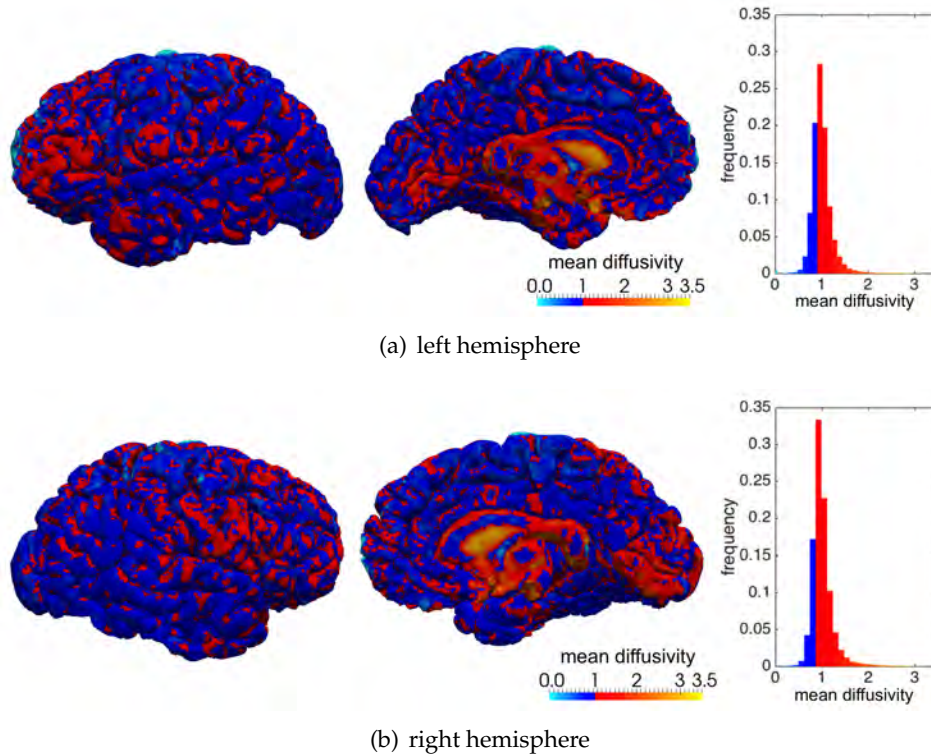 0.35
0.3
0.25
0.2
0.15
0.1
0.05
0
frequency
0 1 2 3
mean diffusivity
mean diffusivity
0.0 1 2 3 3.5
(a) left hemisphere
0.35
0.3
0.25
0.2
0.15
0.1
0.05
0
frequency
0 1 2 3
mean diffusivity
mean diffusivity
0.0 1 2 3 3.5
(b) right hemisphere